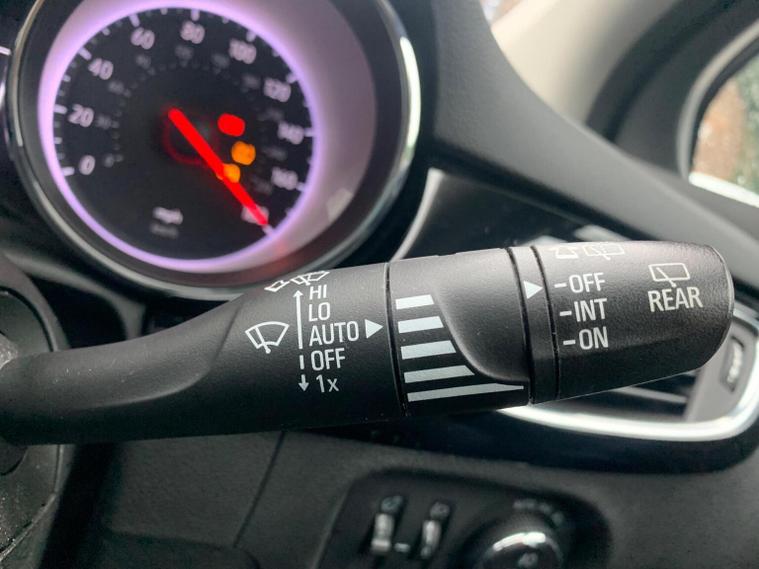 0
20
40
60
80
100
120
140
160
mph
HI
LO
AUTO
OFF
1x
OFF
INT
ON
REAR